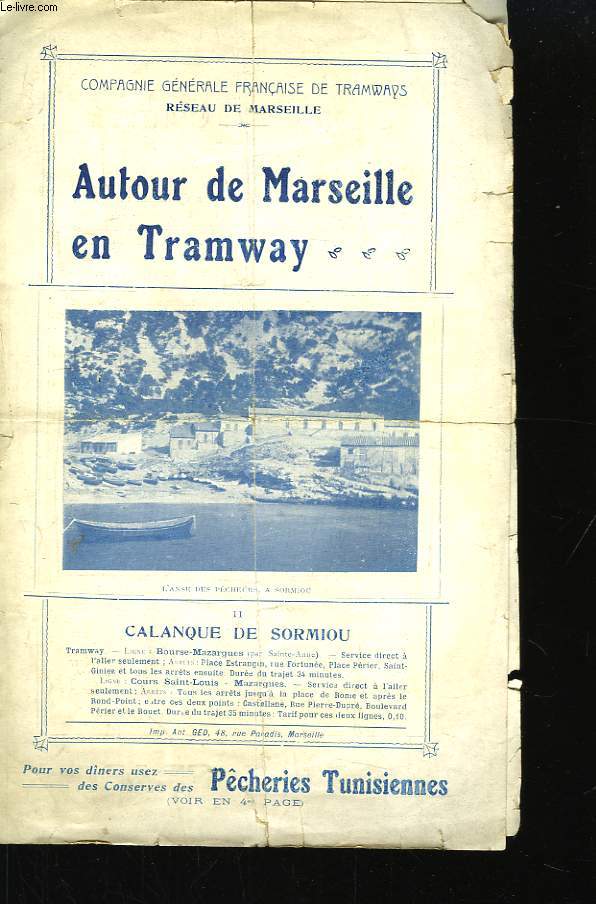 Le-livre.com
COMPAGNIE GÉNÉRALE FRANÇAISE DE TRAMWAYS
RÉSEAU DE MARSEILLE
Autour de Marseille
en Tramway
L'ANSE DES PÊCHEURS, A SORMIOU
II
CALANQUE DE SORMIOU
Tramway — LIGNE : Bourse-Mazargues (par Sainte-Anne) — Service direct à
l'aller seulement ; ARRÊTS : Place Estrangin, rue Fortunée, Place Périer, Saint-
Giniez et tous les arrêts ensuite. Durée du trajet 34 minutes.
LIGNE : Cours Saint-Louis - Mazargues. — Service direct à l'aller
seulement ; ARRÊTS : Tous les arrêts jusqu'à la place de Rome et après le
Rond-Point ; entre ces deux points : Castellane, Rue Pierre-Dupré, Boulevard
Périer et le Rouet. Durée du trajet 35 minutes : Tarif pour ces deux lignes, 0,10.
Imp. Ant. GED, 48, rue Paradis, Marseille
Pour vos dîners usez
des Conserves des Pêcheries Tunisiennes
(VOIR EN 4me PAGE)